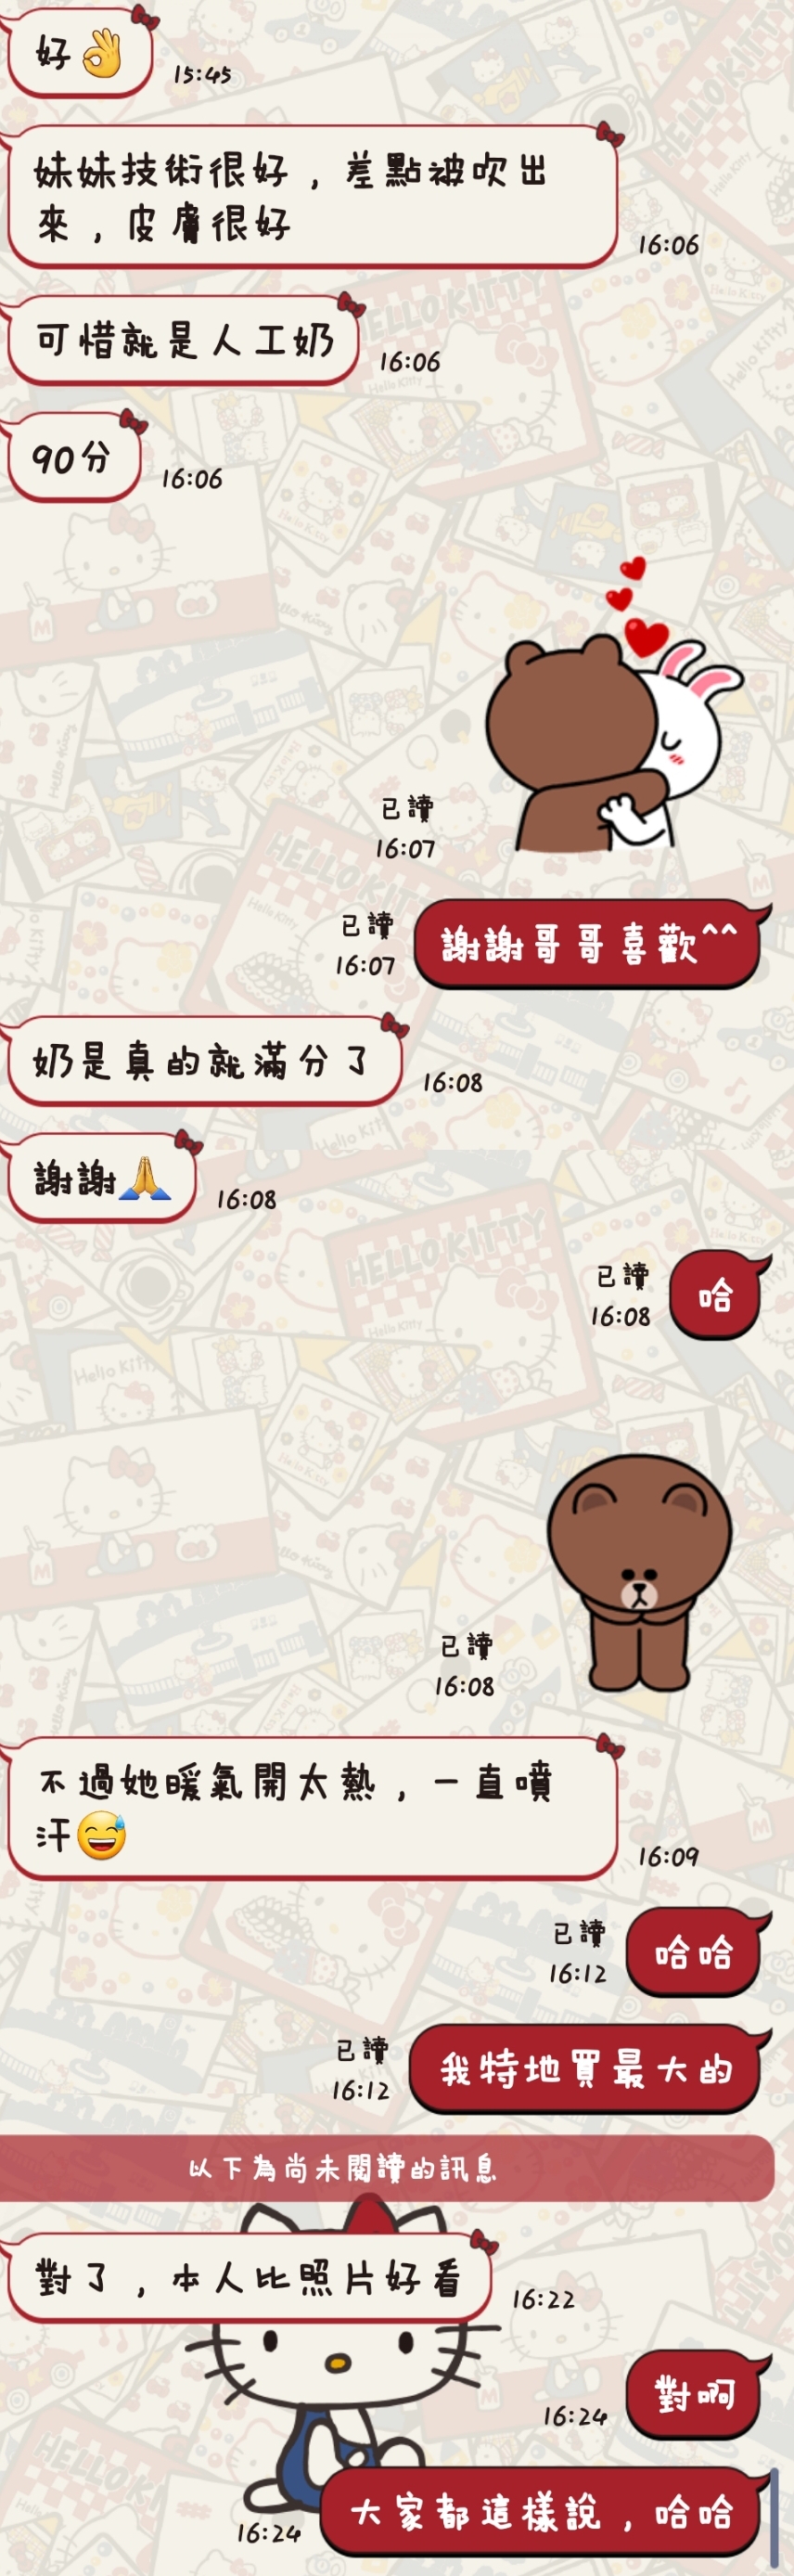 好👌
15:45
妹妹技術很好，差點被吹出
來，皮膚很好
16:06
可惜就是人工奶
16:06
90分
16:06
已讀
16:07
已讀
16:07
謝謝哥哥喜歡^^
奶是真的就滿分了
16:08
謝謝🙏
16:08
已讀
16:08
哈
已讀
16:08
不過她暖氣開太熱，一直噴
汗😅
16:09
已讀
16:12
哈哈
已讀
16:12
我特地買最大的
以下為尚未閱讀的訊息
對了，本人比照片好看
16:22
對啊
16:24
大家都這樣說，哈哈
16:24
HELLO KITTY
Hello Kitty